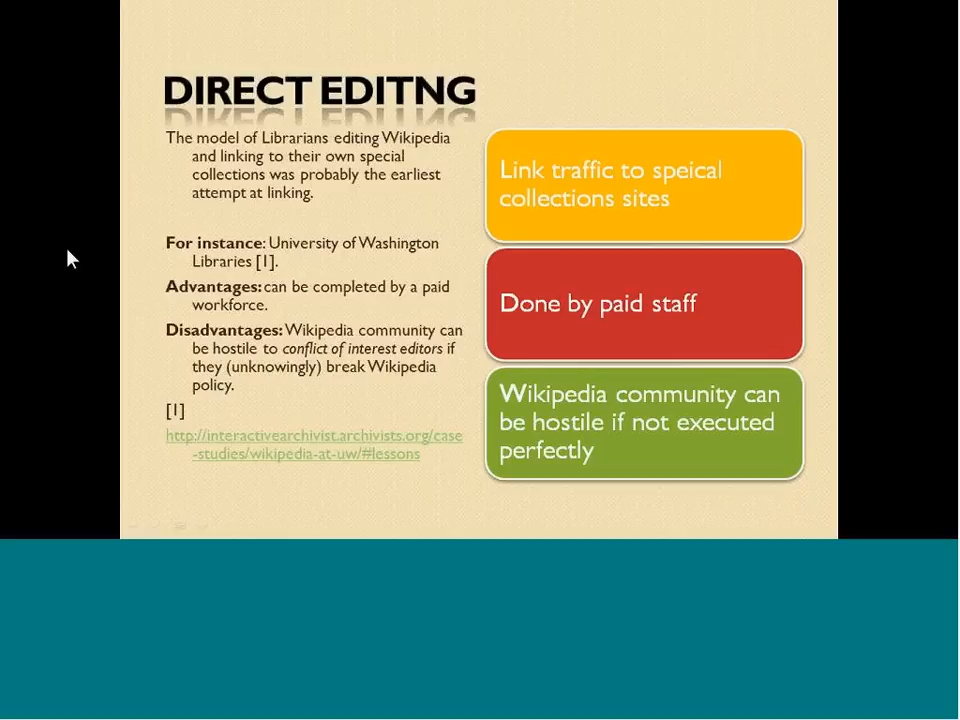 DIRECT EDITNG
The model of Librarians editing Wikipedia
and linking to their own special
collections was probably the earliest
attempt at linking.
For instance: University of Washington
Libraries [1].
Advantages: can be completed by a paid
workforce.
Disadvantages: Wikipedia community can
be hostile to conflict of interest editors if
they (unknowingly) break Wikipedia
policy.
[1]
http://interactivearchivist.archivists.org/case
-studies/wikipedia-at-uw/#lessons
Link traffic to speical
collections sites
Done by paid staff
Wikipedia community can
be hostile if not executed
perfectly